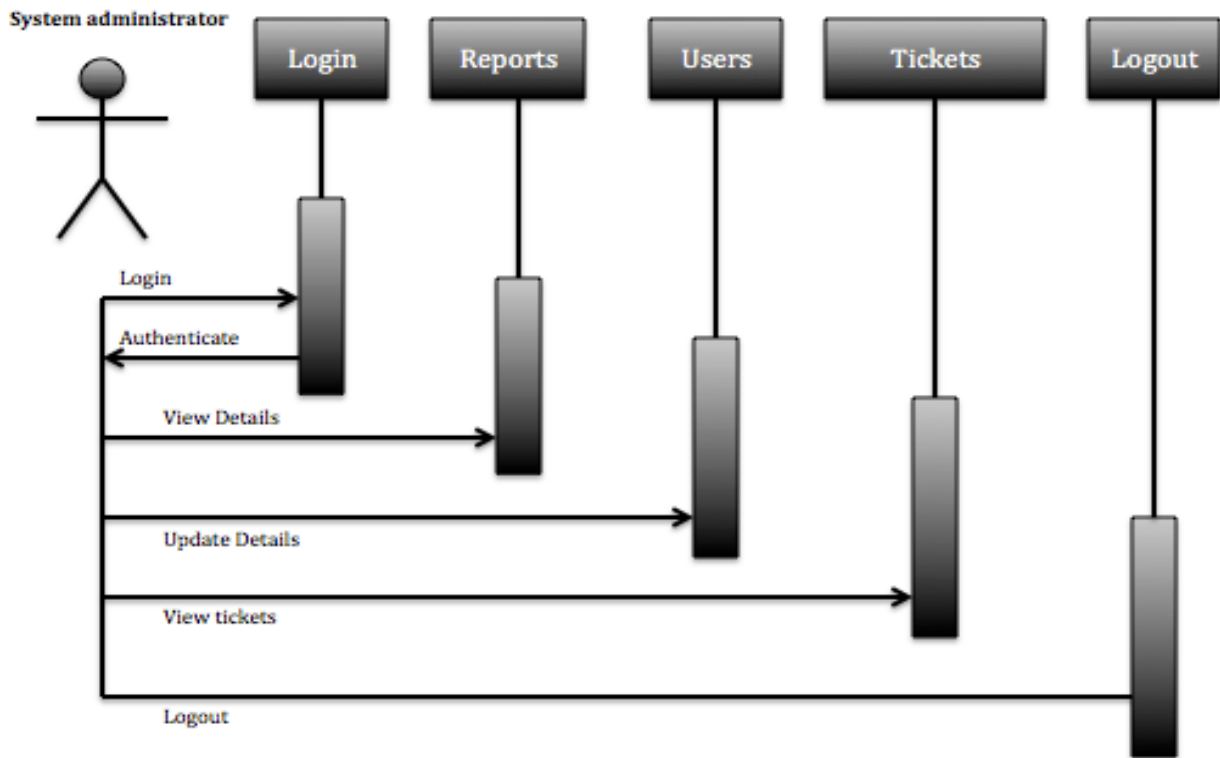 System administrator
Login
Reports
Users
Tickets
Logout
Login
Authenticate
View Details
Update Details
View tickets
Logout